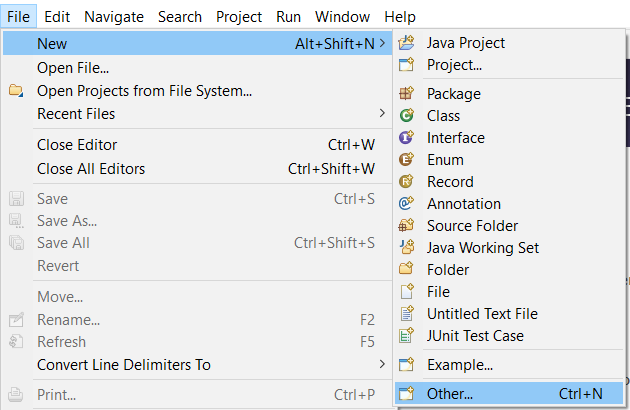 File Edit Navigate Search Project Run Window Help
New Alt+Shift+N
Open File...
Open Projects from File System...
Recent Files
Close Editor Ctrl+W
Close All Editors Ctrl+Shift+W
Save Ctrl+S
Save As...
Save All Ctrl+Shift+S
Revert
Move...
Rename... F2
Refresh F5
Convert Line Delimiters To
Print... Ctrl+P
Java Project
Project...
Package
Class
Interface
Enum
Record
Annotation
Source Folder
Java Working Set
Folder
File
Untitled Text File
JUnit Test Case
Example...
Other... Ctrl+N